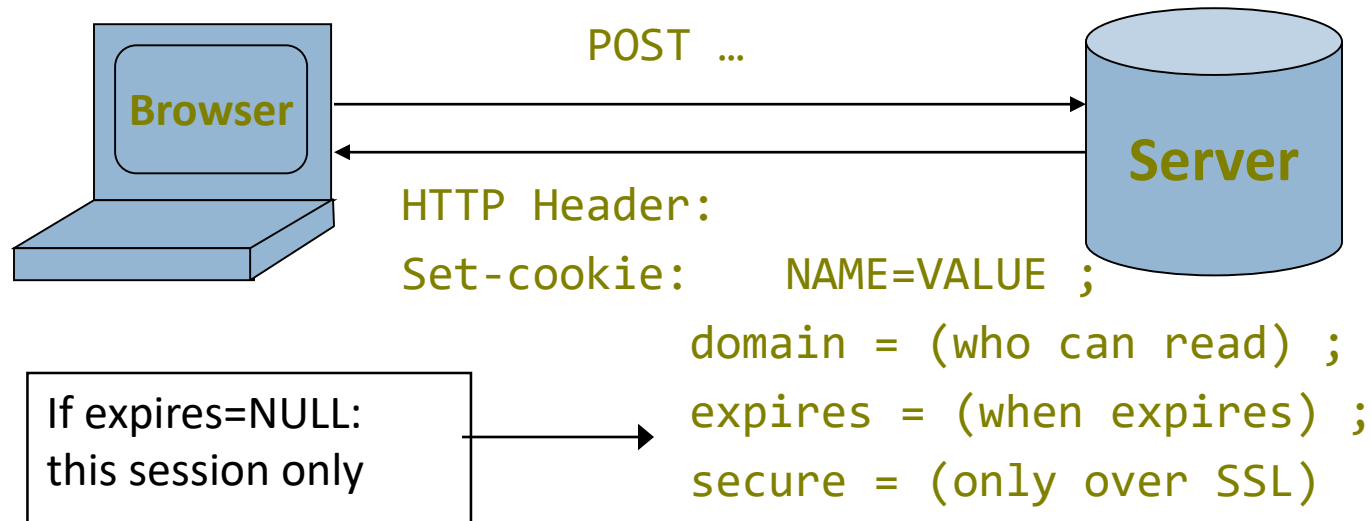 POST …
Browser
Server
HTTP Header:
Set-cookie: NAME=VALUE ;
domain = (who can read) ;
If expires=NULL:
expires = (when expires) ;
this session only
secure = (only over SSL)